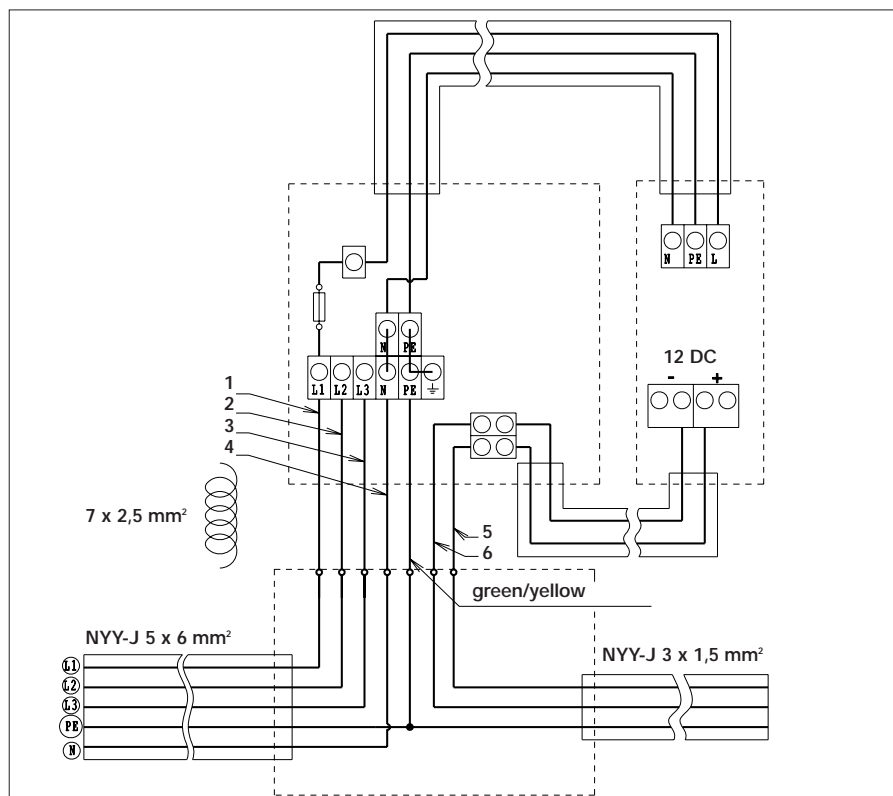 N PE L
N PE
12 DC
- +
L1 L2 L3 N PE
1
2
3
4
7 x 2,5 mm²
5
6
green/yellow
NYY-J 5 x 6 mm²
NYY-J 3 x 1,5 mm²
L1
L2
L3
PE
N